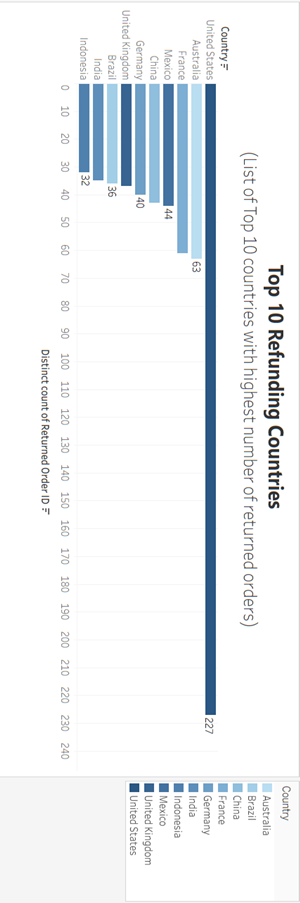 Top 10 Refunding Countries
(List of Top 10 countries with highest number of returned orders)
Country
United States
227
Australia
63
France
Mexico
44
China
Germany
40
United Kingdom
Brazil
36
India
Indonesia
32
0 10 20 30 40 50 60 70 80 90 100 110 120 130 140 150 160 170 180 190 200 210 220 230 240
Distinct count of Returned Order ID
Country
Australia
Brazil
China
France
Germany
India
Indonesia
Mexico
United Kingdom
United States